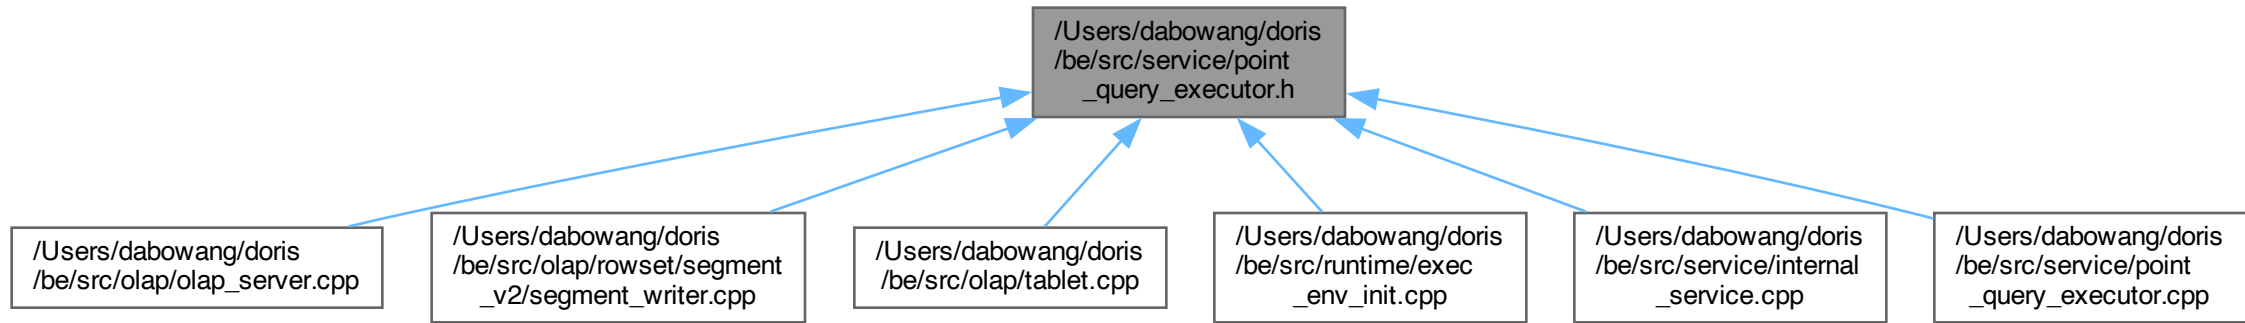 /Users/dabowang/doris
/be/src/service/point
_query_executor.h
/Users/dabowang/doris
/be/src/olap/olap_server.cpp
/Users/dabowang/doris
/be/src/olap/rowset/segment
_v2/segment_writer.cpp
/Users/dabowang/doris
/be/src/olap/tablet.cpp
/Users/dabowang/doris
/be/src/runtime/exec
_env_init.cpp
/Users/dabowang/doris
/be/src/service/internal
_service.cpp
/Users/dabowang/doris
/be/src/service/point
_query_executor.cpp